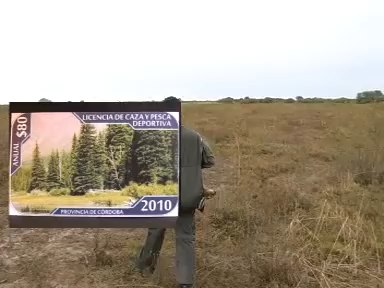 $80
ANUAL
LICENCIA DE CAZA Y PESCA
DEPORTIVA
PROVINCIA DE CÓRDOBA
2010